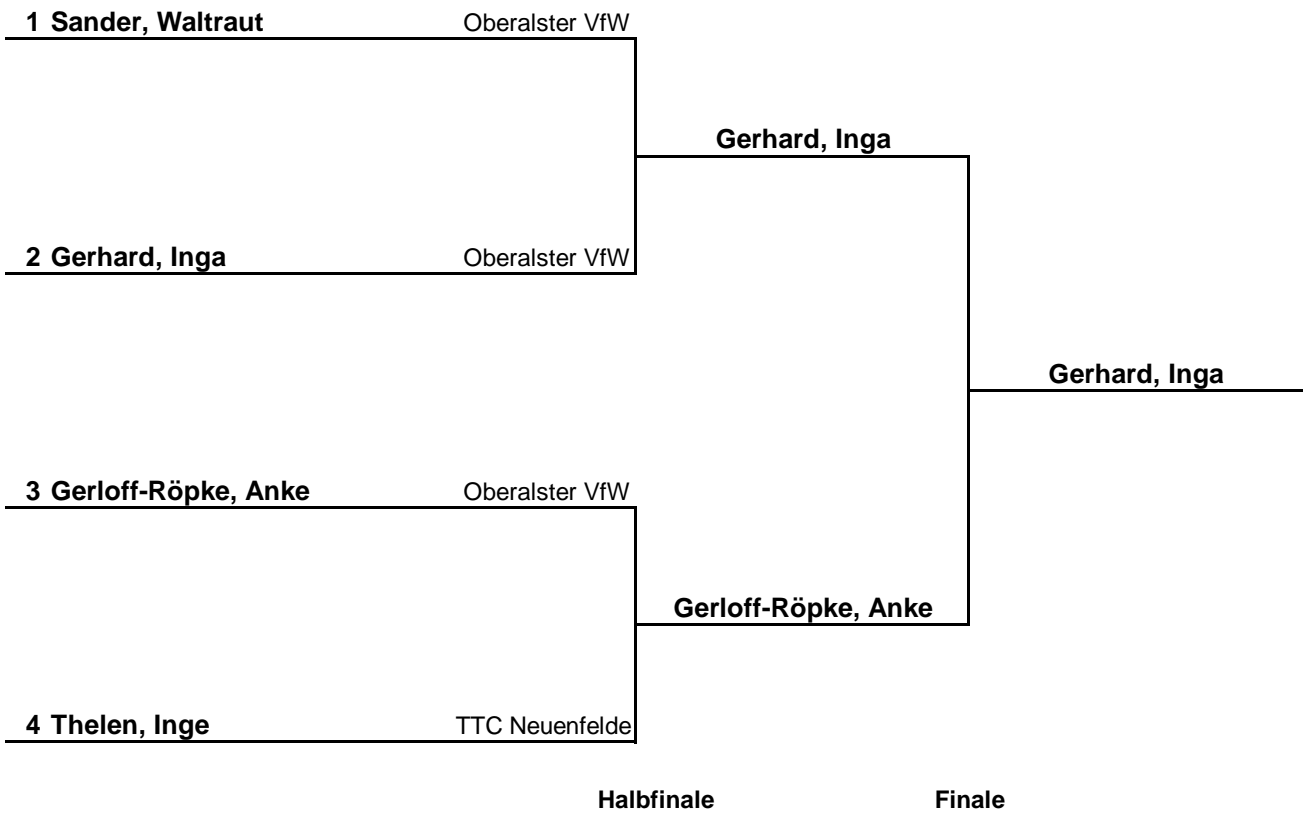 1 Sander, Waltraut Oberalster VfW
Gerhard, Inga
2 Gerhard, Inga Oberalster VfW
Gerhard, Inga
3 Gerloff-Röpke, Anke Oberalster VfW
Gerloff-Röpke, Anke
4 Thelen, Inge TTC Neuenfelde
Halbfinale Finale